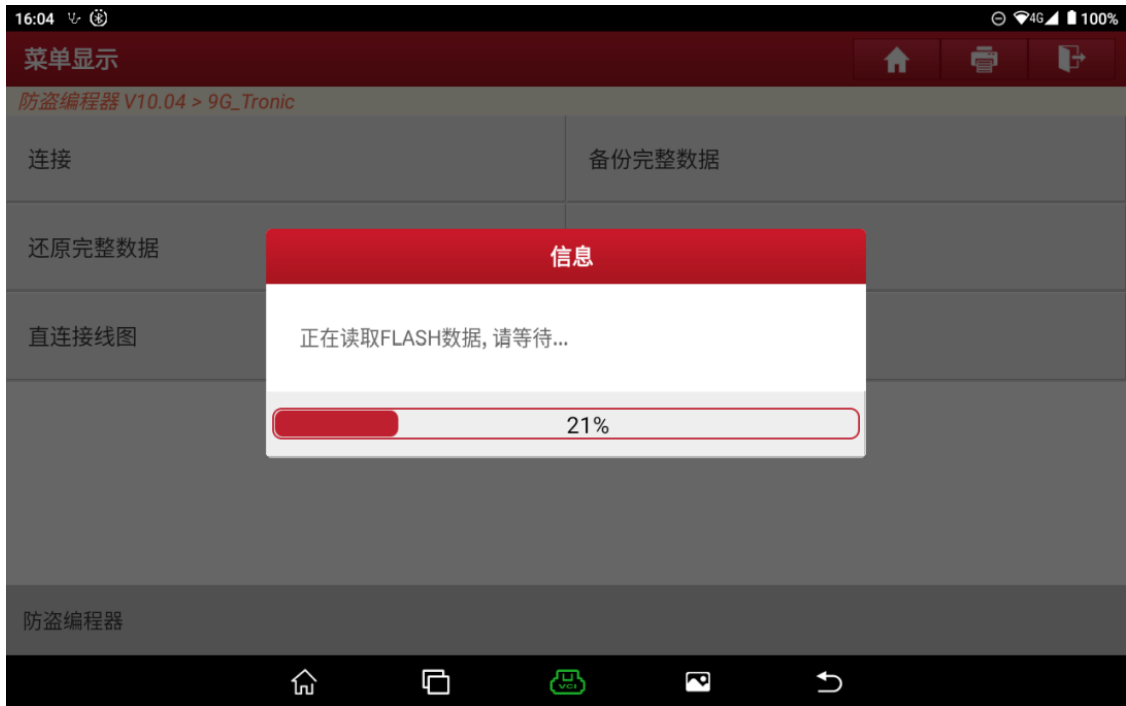 16:04 4G 100%
菜单显示
防盗编程器 V10.04 > 9G_Tronic
连接 备份完整数据
还原完整数据
信息
直连接线图
正在读取FLASH数据, 请等待...
21%
防盗编程器
VCI